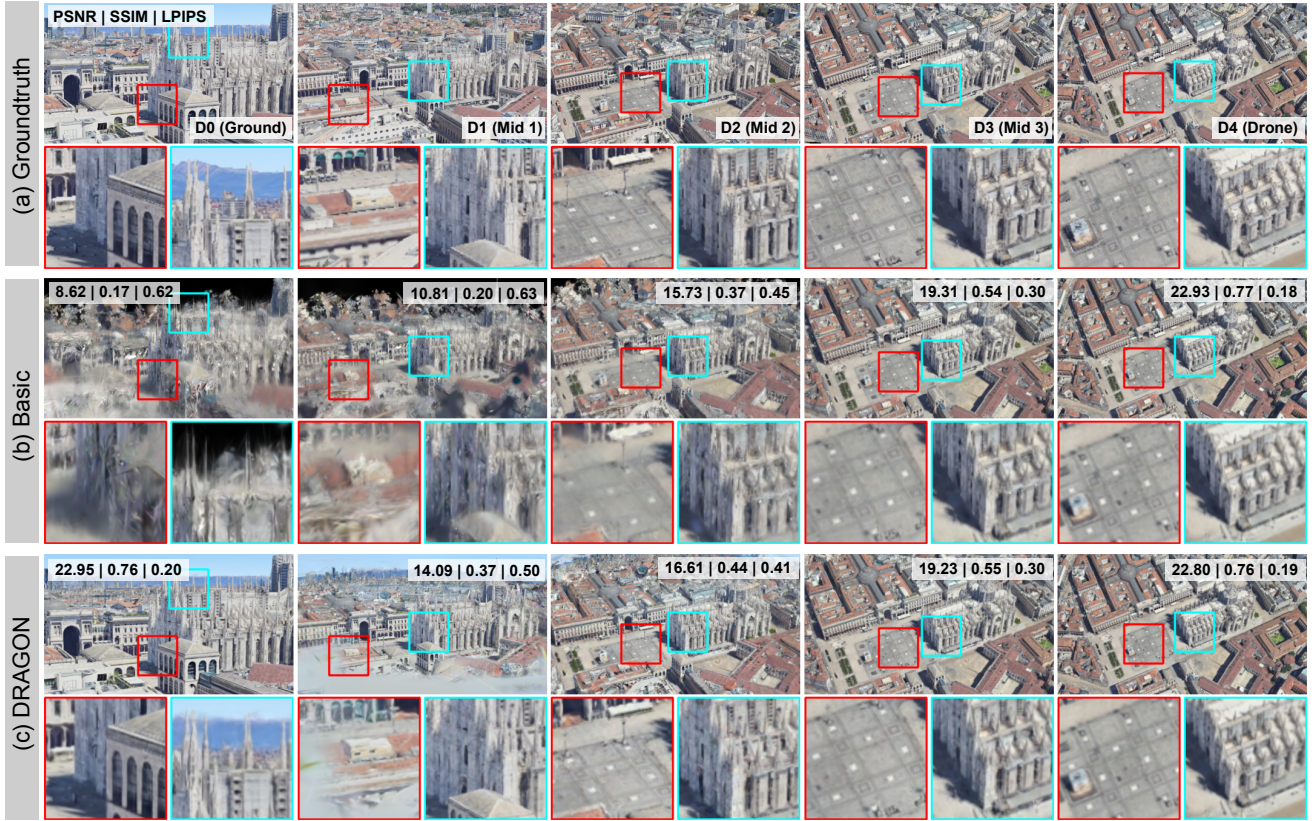 (a) Groundtruth
PSNR | SSIM | LPIPS
D0 (Ground)
D1 (Mid 1)
D2 (Mid 2)
D3 (Mid 3)
D4 (Drone)
(b) Basic
8.62 | 0.17 | 0.62
10.81 | 0.20 | 0.63
15.73 | 0.37 | 0.45
19.31 | 0.54 | 0.30
22.93 | 0.77 | 0.18
(c) DRAGON
22.95 | 0.76 | 0.20
14.09 | 0.37 | 0.50
16.61 | 0.44 | 0.41
19.23 | 0.55 | 0.30
22.80 | 0.76 | 0.19